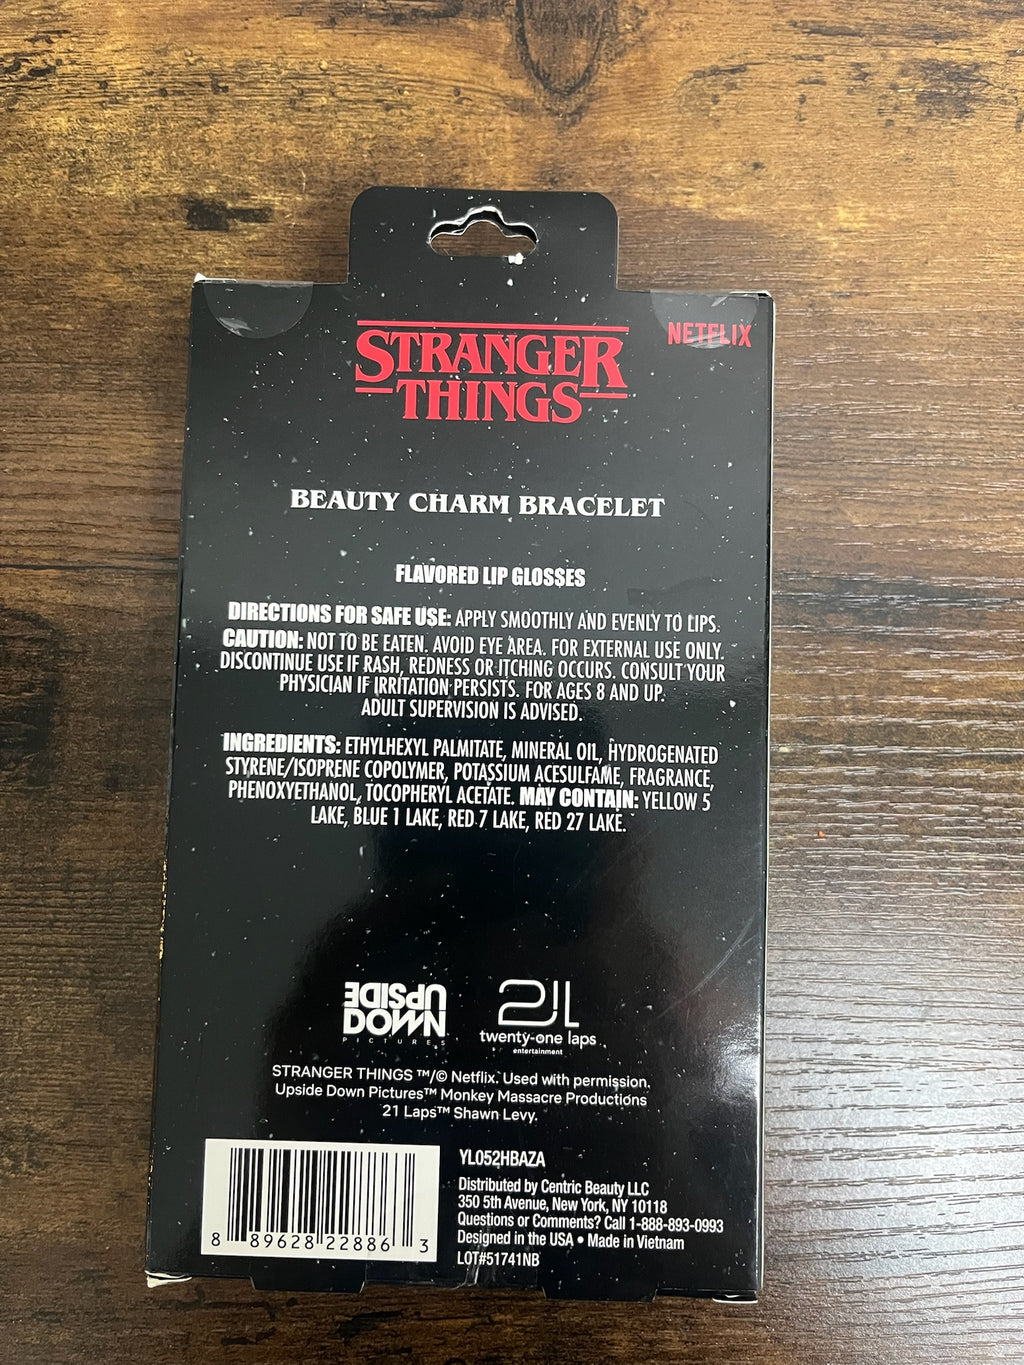 STRANGER
THINGS
NETFLIX
BEAUTY CHARM BRACELET
FLAVORED LIP GLOSSES
DIRECTIONS FOR SAFE USE: APPLY SMOOTHLY AND EVENLY TO LIPS.
CAUTION: NOT TO BE EATEN. AVOID EYE AREA. FOR EXTERNAL USE ONLY.
DISCONTINUE USE IF RASH, REDNESS OR ITCHING OCCURS. CONSULT YOUR
PHYSICIAN IF IRRITATION PERSISTS. FOR AGES 8 AND UP.
ADULT SUPERVISION IS ADVISED.
INGREDIENTS: ETHYLHEXYL PALMITATE, MINERAL OIL, HYDROGENATED
STYRENE/ISOPRENE COPOLYMER, POTASSIUM ACESULFAME, FRAGRANCE,
PHENOXYETHANOL, TOCOPHERYL ACETATE. MAY CONTAIN: YELLOW 5
LAKE, BLUE 1 LAKE, RED 7 LAKE, RED 27 LAKE.
UPSIDE
DOWN
PICTURES
21L
twenty-one laps
entertainment
STRANGER THINGS ™/© Netflix. Used with permission.
Upside Down Pictures™ Monkey Massacre Productions
21 Laps™ Shawn Levy.
8 89628 22886 3
YL052HBAZA
Distributed by Centric Beauty LLC
350 5th Avenue, New York, NY 10118
Questions or Comments? Call 1-888-893-0993
Designed in the USA • Made in Vietnam
LOT#51741NB